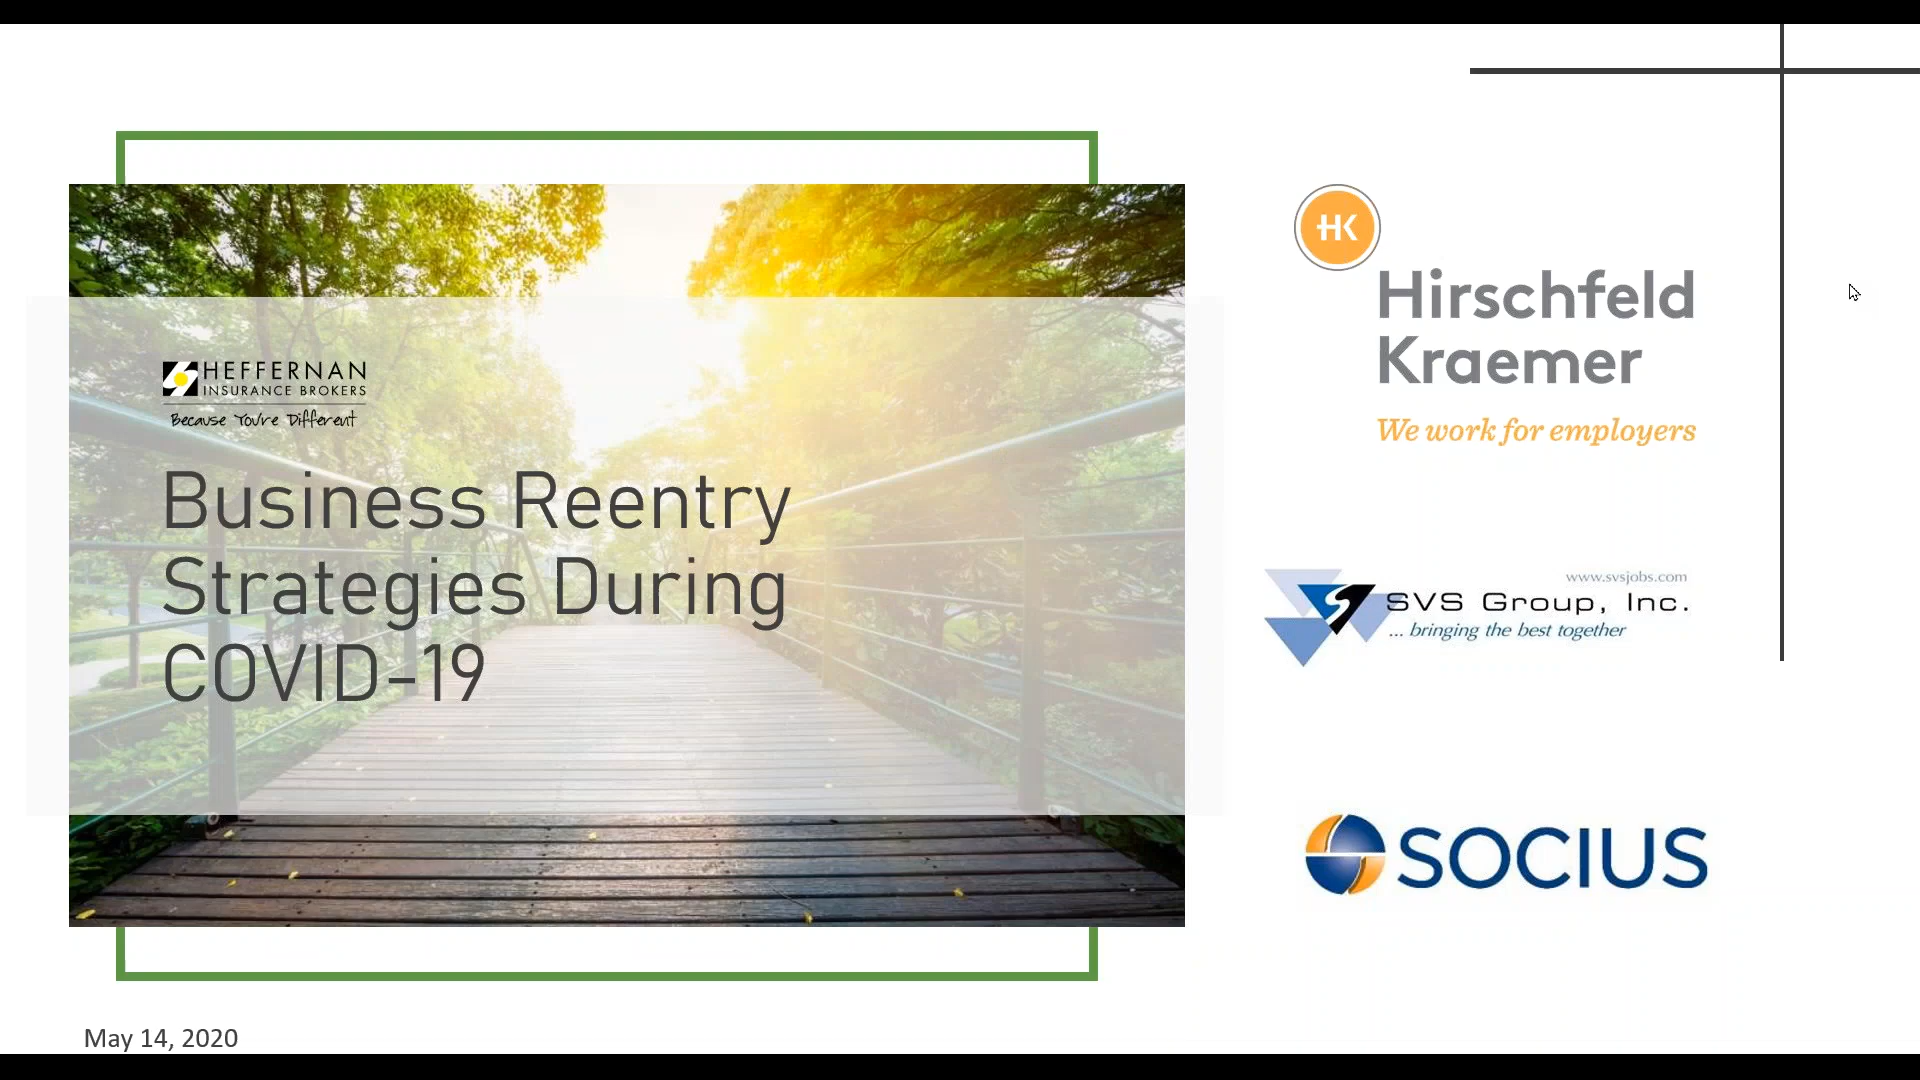 HEFFERNAN
INSURANCE BROKERS
Because You're Different
Business Reentry
Strategies During
COVID-19
HK
Hirschfeld
Kraemer
We work for employers
www.svsjobs.com
SVS Group, Inc.
... bringing the best together
SOCIUS
May 14, 2020